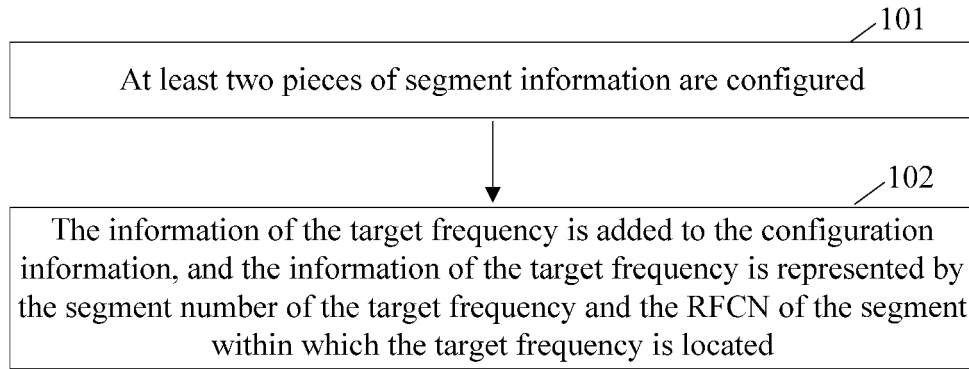 101
At least two pieces of segment information are configured
102
The information of the target frequency is added to the configuration
information, and the information of the target frequency is represented by
the segment number of the target frequency and the RFCN of the segment
within which the target frequency is located